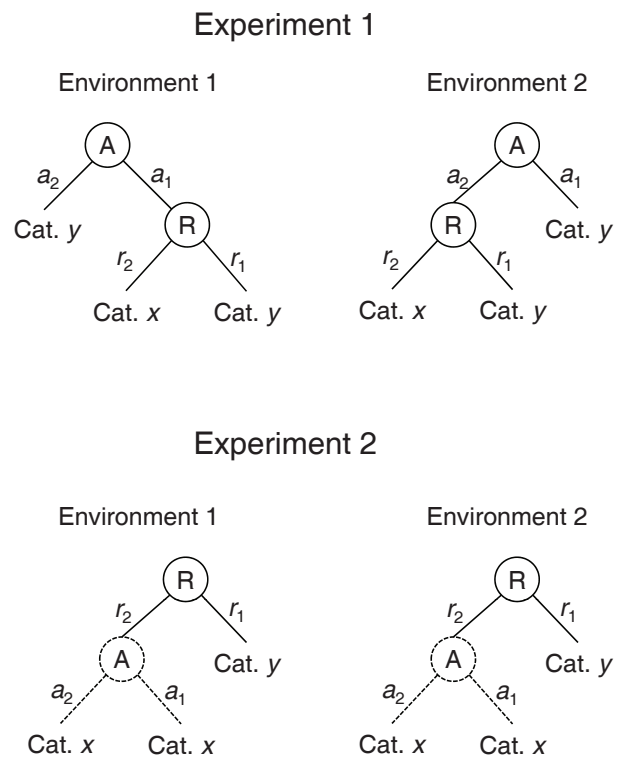 Experiment 1
Environment 1 Environment 2
A A
a₂ a₁ a₂ a₁
Cat. y R R Cat. y
r₂ r₁ r₂ r₁
Cat. x Cat. y Cat. x Cat. y
Experiment 2
Environment 1 Environment 2
R R
r₂ r₁ r₂ r₁
A Cat. y A Cat. y
a₂ a₁ a₂ a₁
Cat. x Cat. x Cat. x Cat. x